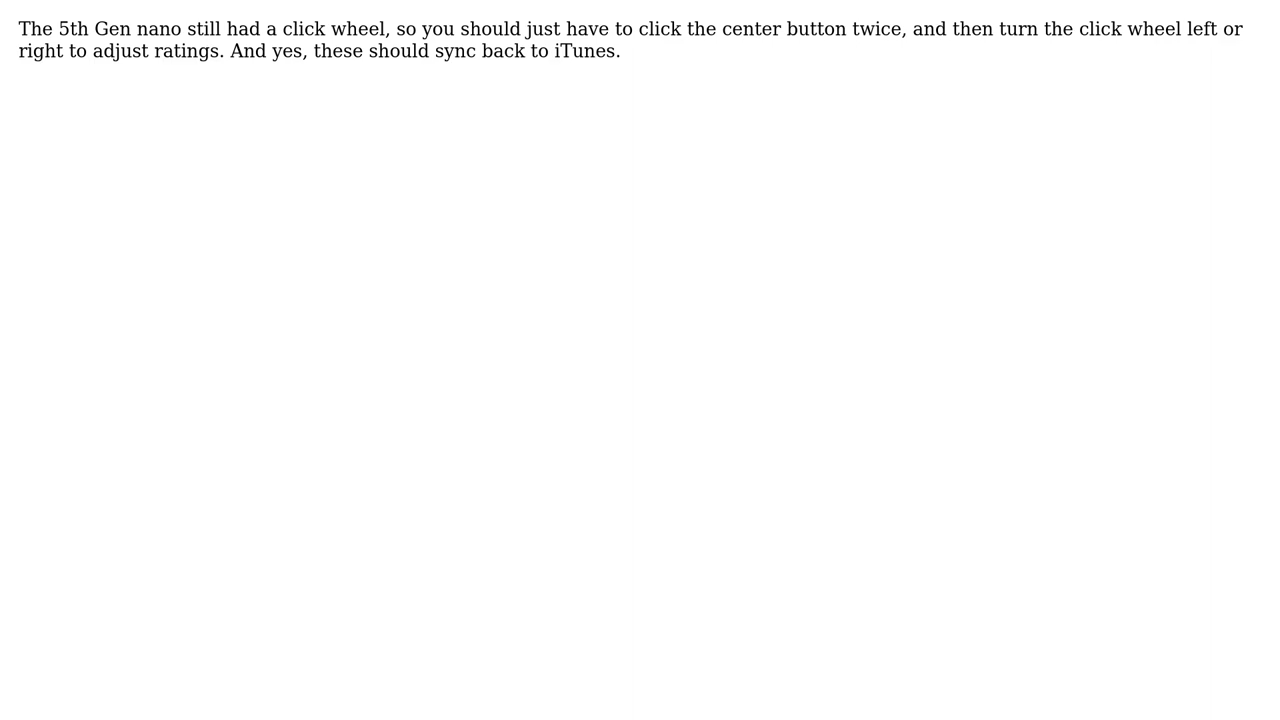 The 5th Gen nano still had a click wheel, so you should just have to click the center button twice, and then turn the click wheel left or
right to adjust ratings. And yes, these should sync back to iTunes.